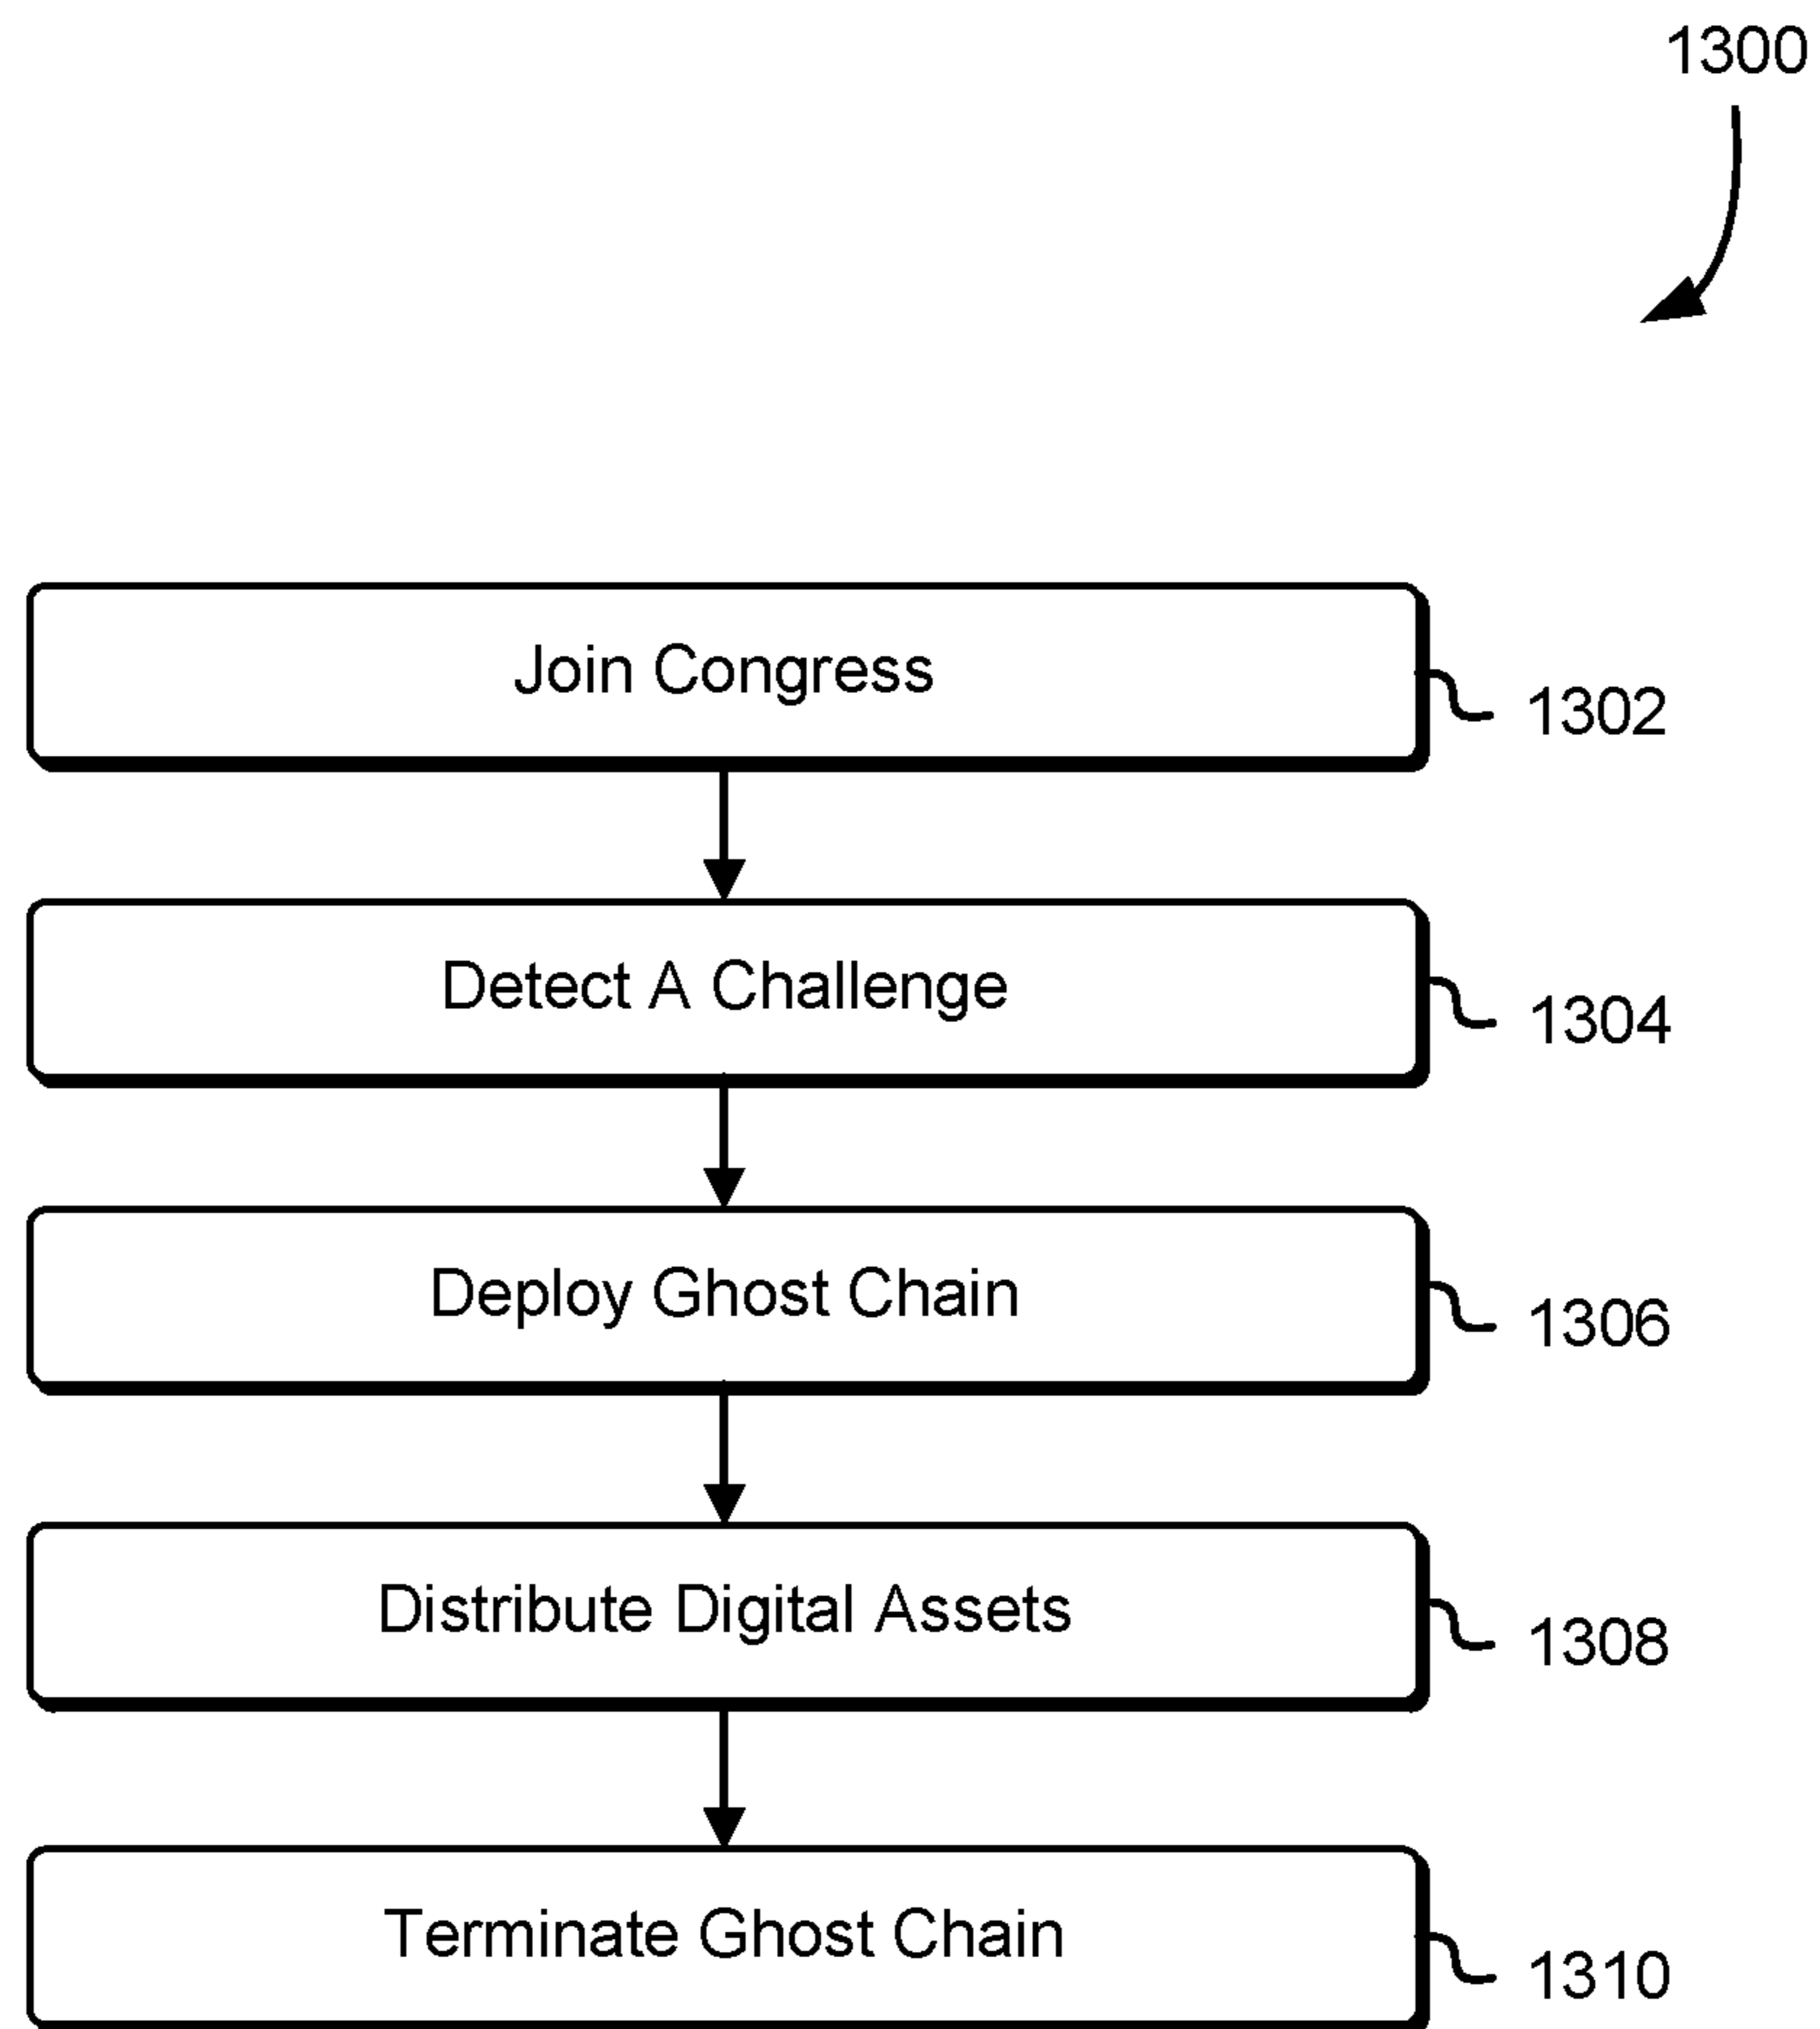 1300
Join Congress
1302
Detect A Challenge
1304
Deploy Ghost Chain
1306
Distribute Digital Assets
1308
Terminate Ghost Chain
1310